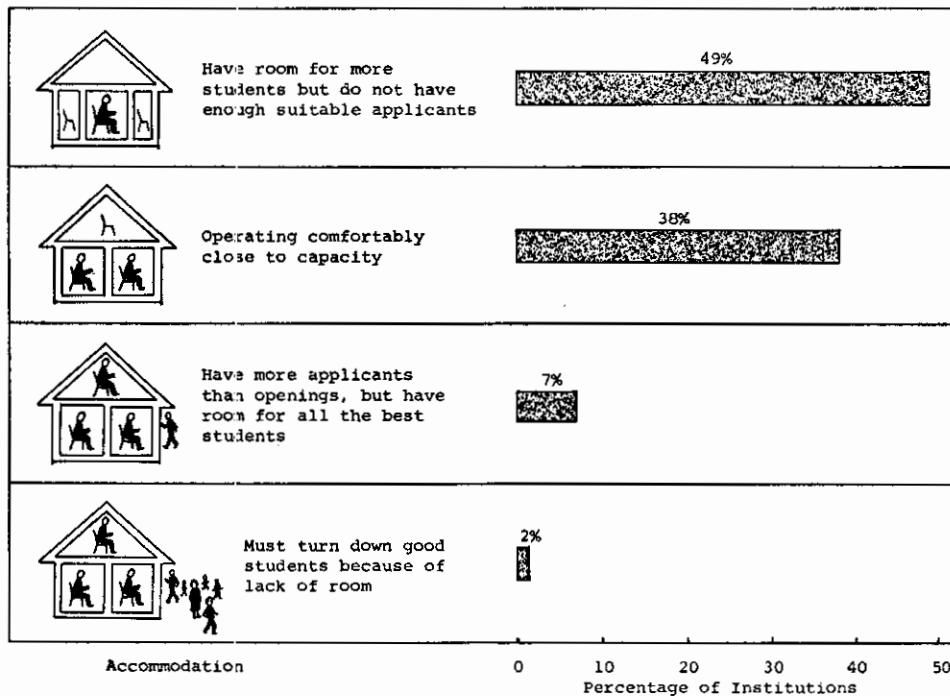 Have room for more
students but do not have
enough suitable applicants
49%
Operating comfortably
close to capacity
38%
Have more applicants
than openings, but have
room for all the best
students
7%
Must turn down good
students because of
lack of room
2%
Accommodation
0 10 20 30 40 50
Percentage of Institutions